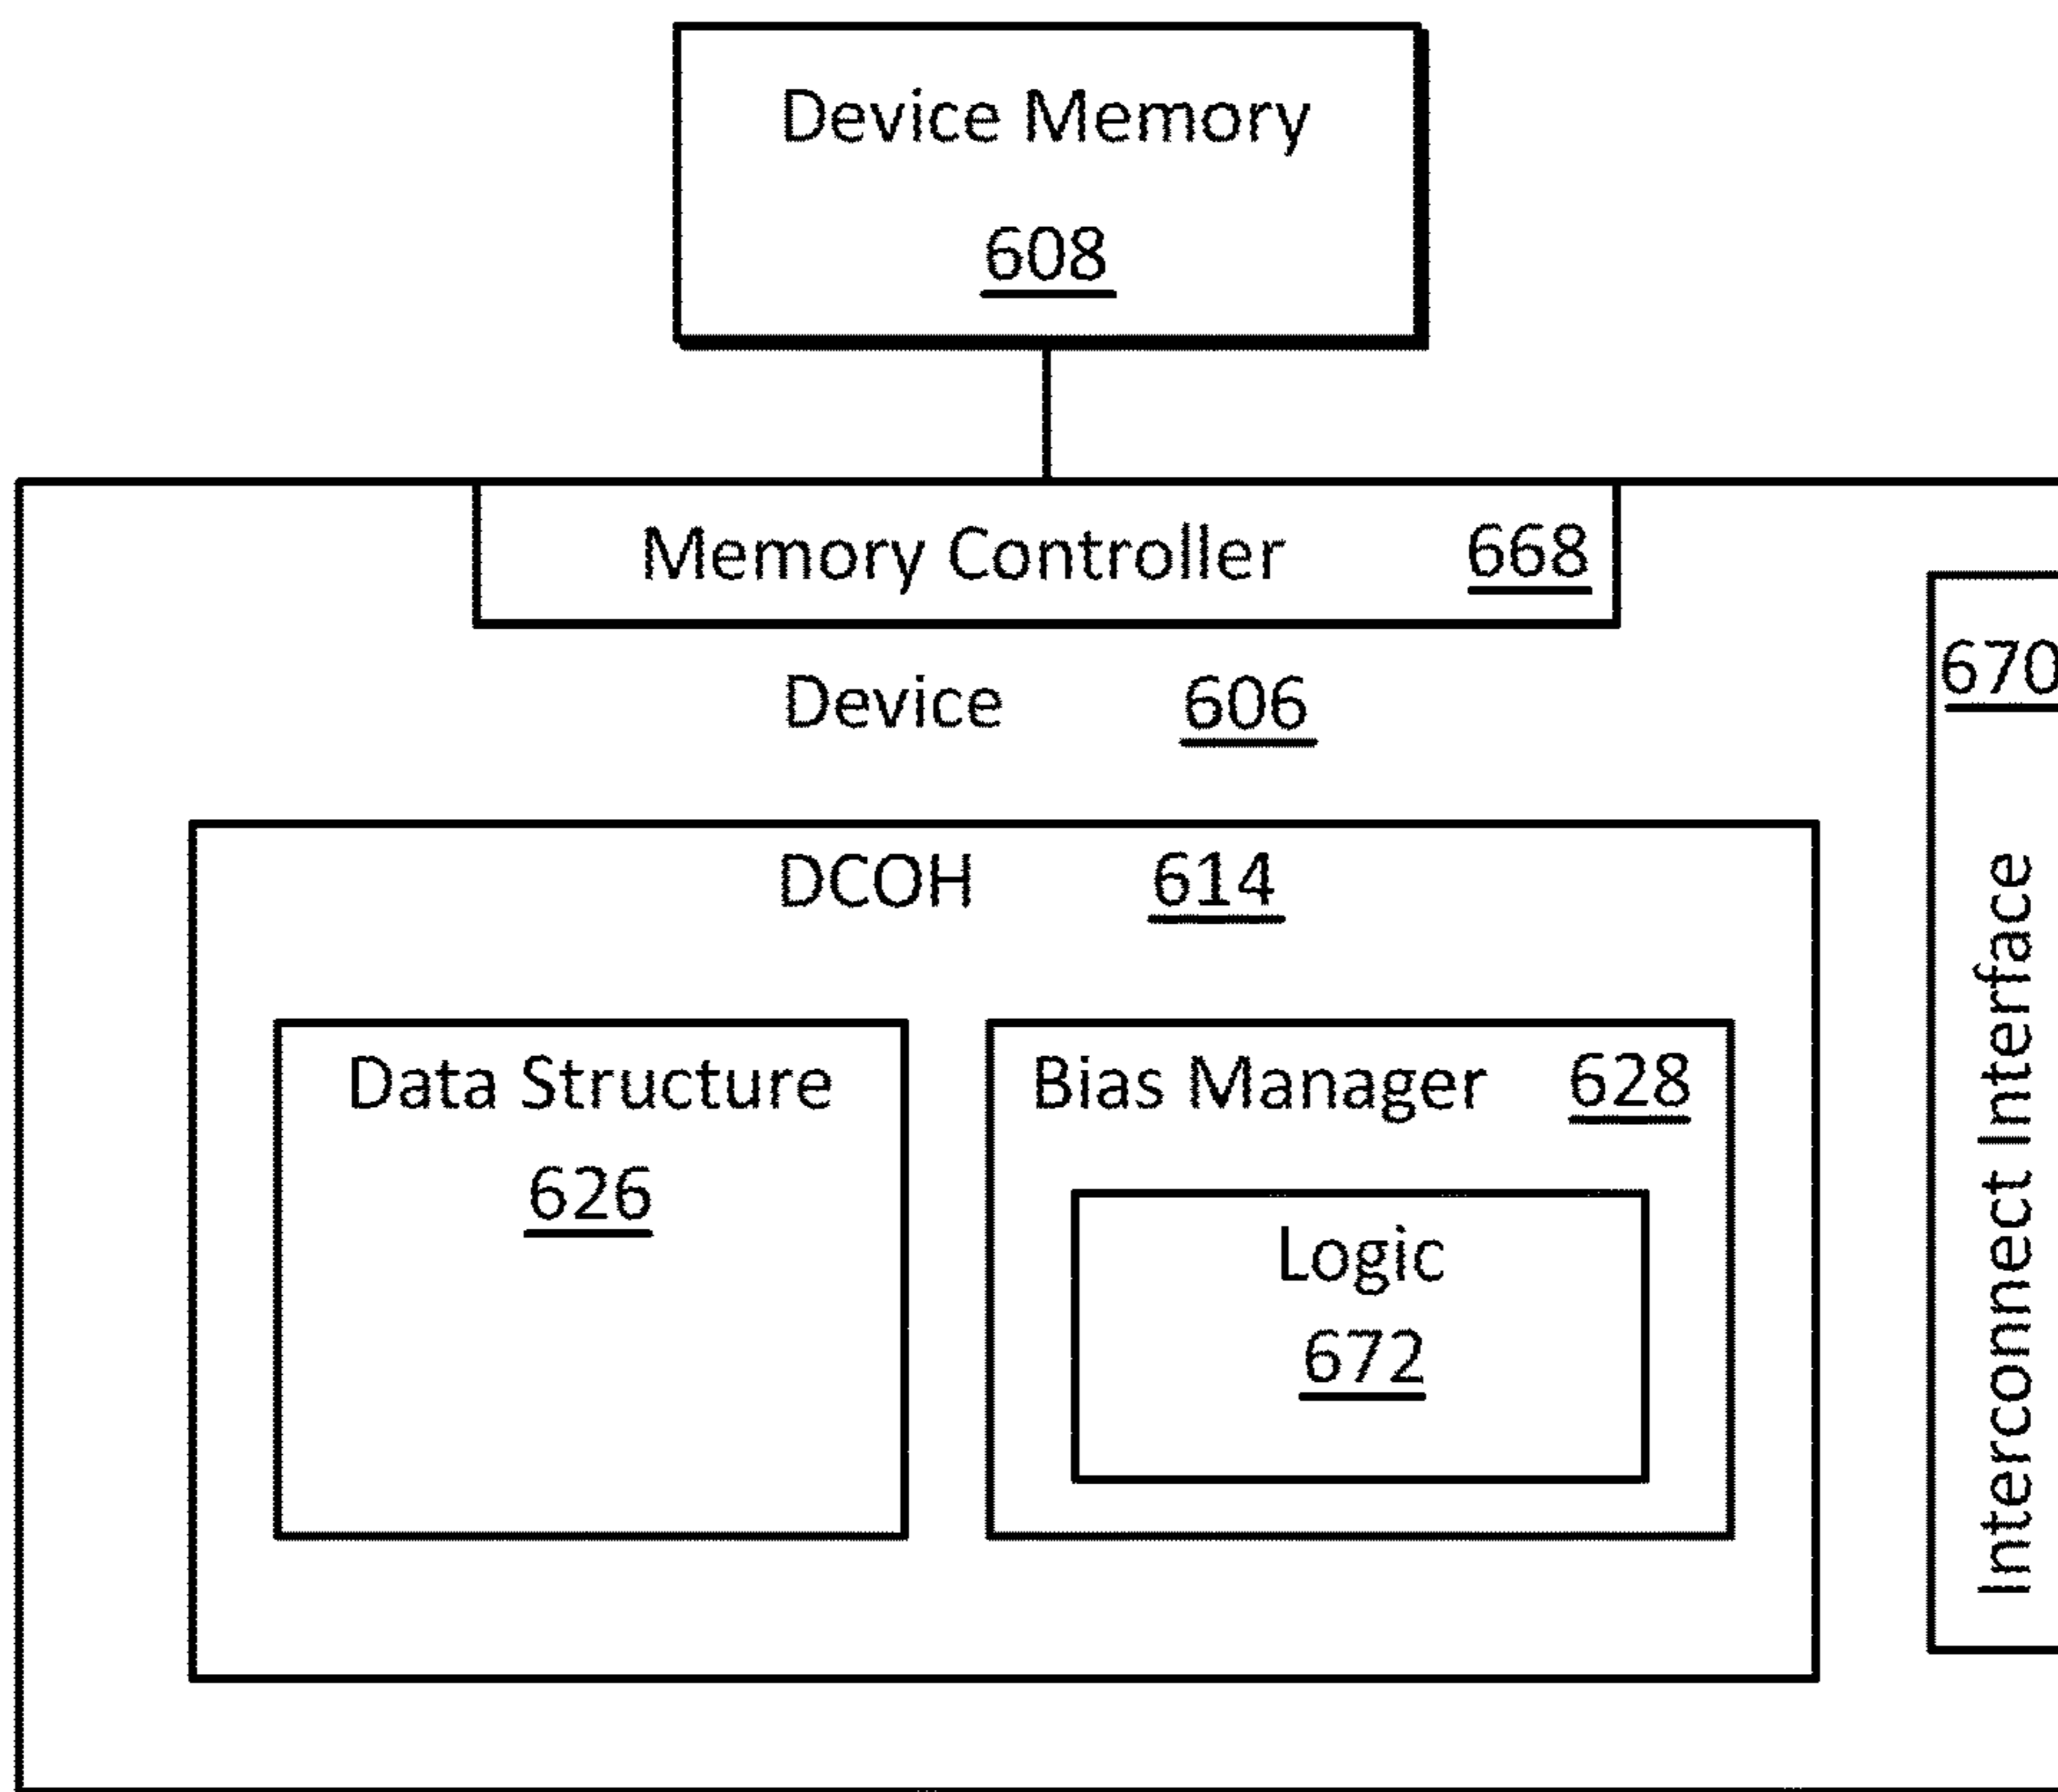 Device Memory
608
Memory Controller 668
Device 606
670
Interconnect Interface
DCOH 614
Data Structure
626
Bias Manager 628
Logic
672